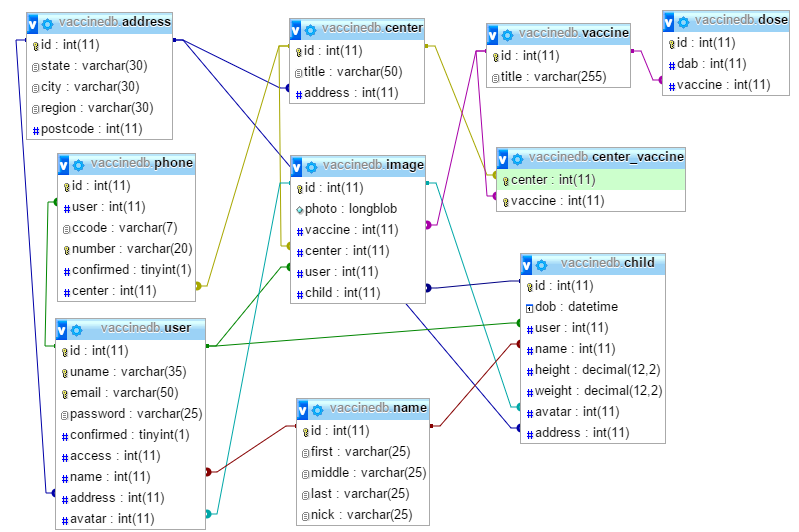 vaccinedb.address
id : int(11)
state : varchar(30)
city : varchar(30)
region : varchar(30)
postcode : int(11)
vaccinedb.center
id : int(11)
title : varchar(50)
address : int(11)
vaccinedb.vaccine
id : int(11)
title : varchar(255)
vaccinedb.dose
id : int(11)
dab : int(11)
vaccine : int(11)
vaccinedb.phone
id : int(11)
user : int(11)
ccode : varchar(7)
number : varchar(20)
confirmed : tinyint(1)
center : int(11)
vaccinedb.image
id : int(11)
photo : longblob
vaccine : int(11)
center : int(11)
user : int(11)
child : int(11)
vaccinedb.center_vaccine
center : int(11)
vaccine : int(11)
vaccinedb.child
id : int(11)
dob : datetime
user : int(11)
name : int(11)
height : decimal(12,2)
weight : decimal(12,2)
avatar : int(11)
address : int(11)
vaccinedb.user
id : int(11)
uname : varchar(35)
email : varchar(50)
password : varchar(25)
confirmed : tinyint(1)
access : int(11)
name : int(11)
address : int(11)
avatar : int(11)
vaccinedb.name
id : int(11)
first : varchar(25)
middle : varchar(25)
last : varchar(25)
nick : varchar(25)